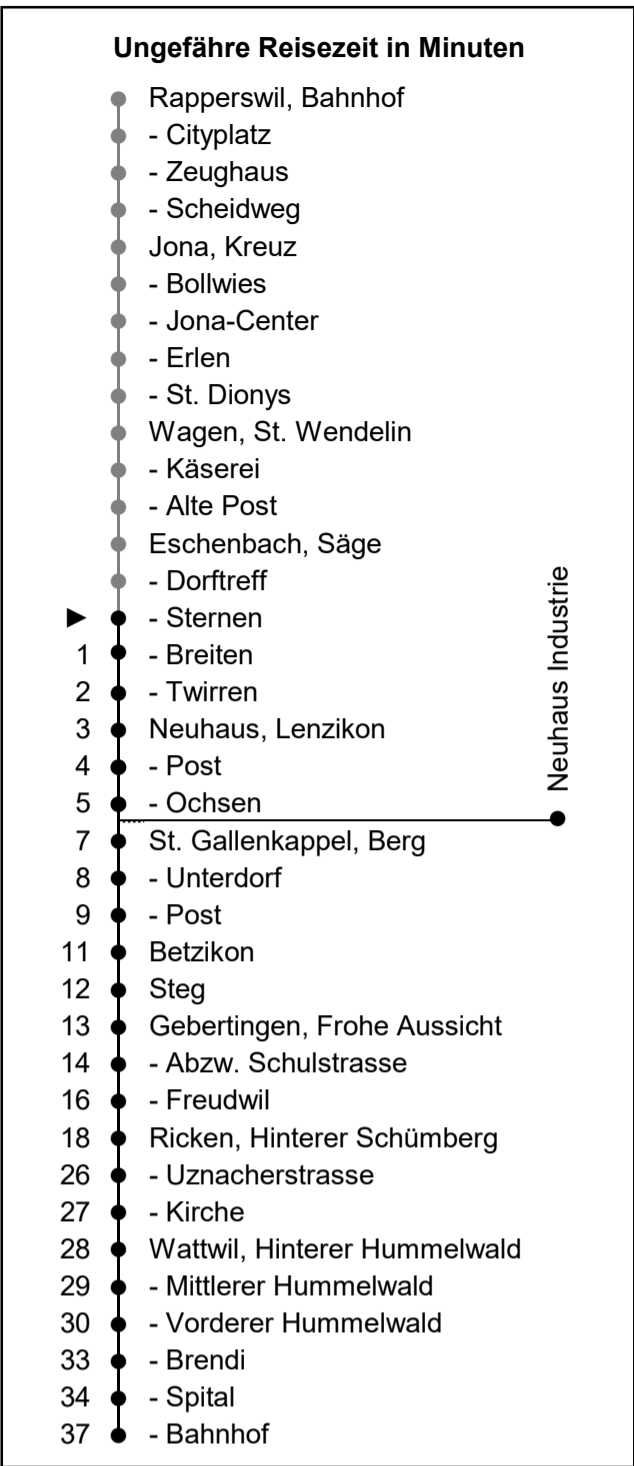 Ungefähre Reisezeit in Minuten
Rapperswil, Bahnhof
- Cityplatz
- Zeughaus
- Scheidweg
Jona, Kreuz
- Bollwies
- Jona-Center
- Erlen
- St. Dionys
Wagen, St. Wendelin
- Käserei
- Alte Post
Eschenbach, Säge
- Dorftreff
► - Sternen
1 - Breiten
2 - Twirren
3 Neuhaus, Lenzikon
4 - Post
5 - Ochsen
Neuhaus Industrie
7 St. Gallenkappel, Berg
8 - Unterdorf
9 - Post
11 Betzikon
12 Steg
13 Gebertingen, Frohe Aussicht
14 - Abzw. Schulstrasse
16 - Freudwil
18 Ricken, Hinterer Schümberg
26 - Uznacherstrasse
27 - Kirche
28 Wattwil, Hinterer Hummelwald
29 - Mittlerer Hummelwald
30 - Vorderer Hummelwald
33 - Brendi
34 - Spital
37 - Bahnhof